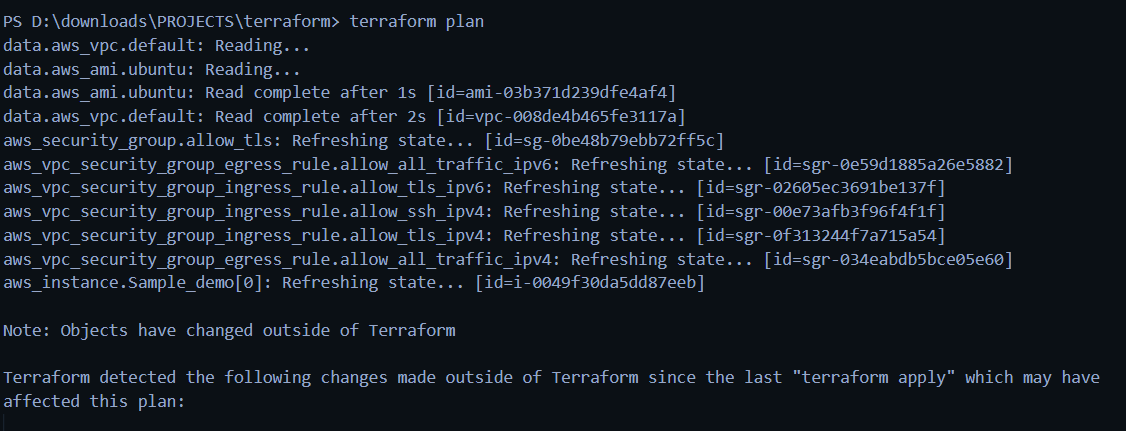 PS D:\downloads\PROJECTS\terraform> terraform plan
data.aws_vpc.default: Reading...
data.aws_ami.ubuntu: Reading...
data.aws_ami.ubuntu: Read complete after 1s [id=ami-03b371d239dfe4af4]
data.aws_vpc.default: Read complete after 2s [id=vpc-008de4b465fe3117a]
aws_security_group.allow_tls: Refreshing state... [id=sg-0be48b79ebb72ff5c]
aws_vpc_security_group_egress_rule.allow_all_traffic_ipv6: Refreshing state... [id=sgr-0e59d1885a26e5882]
aws_vpc_security_group_ingress_rule.allow_tls_ipv6: Refreshing state... [id=sgr-02605ec3691be137f]
aws_vpc_security_group_ingress_rule.allow_ssh_ipv4: Refreshing state... [id=sgr-00e73afb3f96f4f1f]
aws_vpc_security_group_ingress_rule.allow_tls_ipv4: Refreshing state... [id=sgr-0f313244f7a715a54]
aws_vpc_security_group_egress_rule.allow_all_traffic_ipv4: Refreshing state... [id=sgr-034eabdb5bce05e60]
aws_instance.Sample_demo[0]: Refreshing state... [id=i-0049f30da5dd87eeb]
Note: Objects have changed outside of Terraform
Terraform detected the following changes made outside of Terraform since the last "terraform apply" which may have
affected this plan: